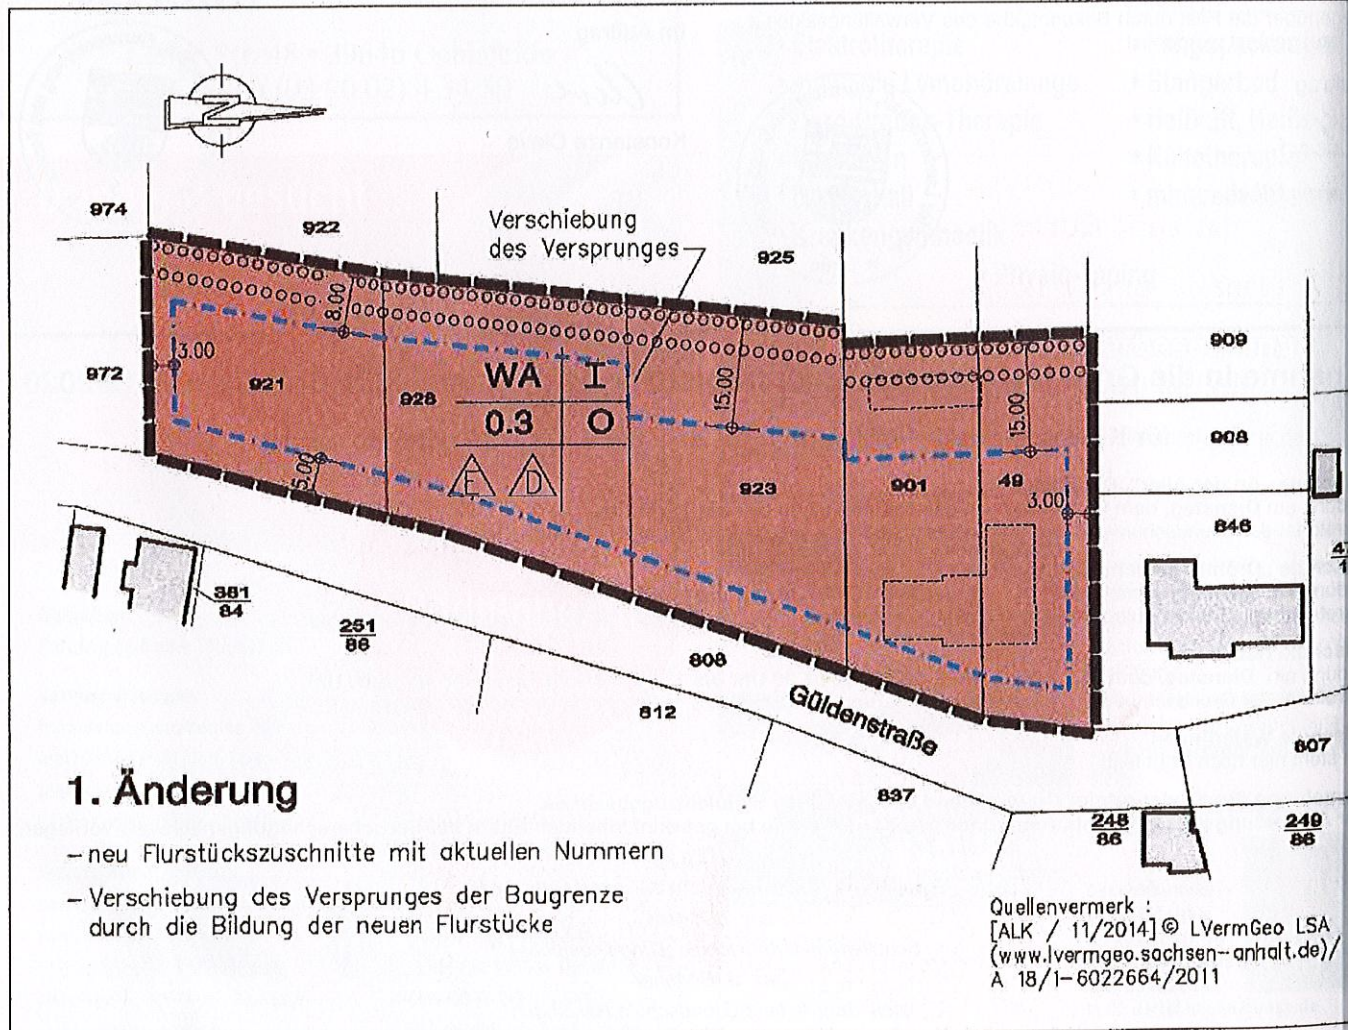 N
974
922
Verschiebung
des Versprunges
925
8.00
3.00
972
921
928
WA I
0.3 O
E D
5.00
15.00
923
15.00
901
49
3.00
909
908
846
381
84
251
86
808
812
Güldenstraße
837
807
248
86
249
86
1. Änderung
– neu Flurstückszuschnitte mit aktuellen Nummern
– Verschiebung des Versprunges der Baugrenze
durch die Bildung der neuen Flurstücke
Quellenvermerk :
[ALK / 11/2014] © LVermGeo LSA
(www.lvermgeo.sachsen-anhalt.de)/
A 18/1-6022664/2011